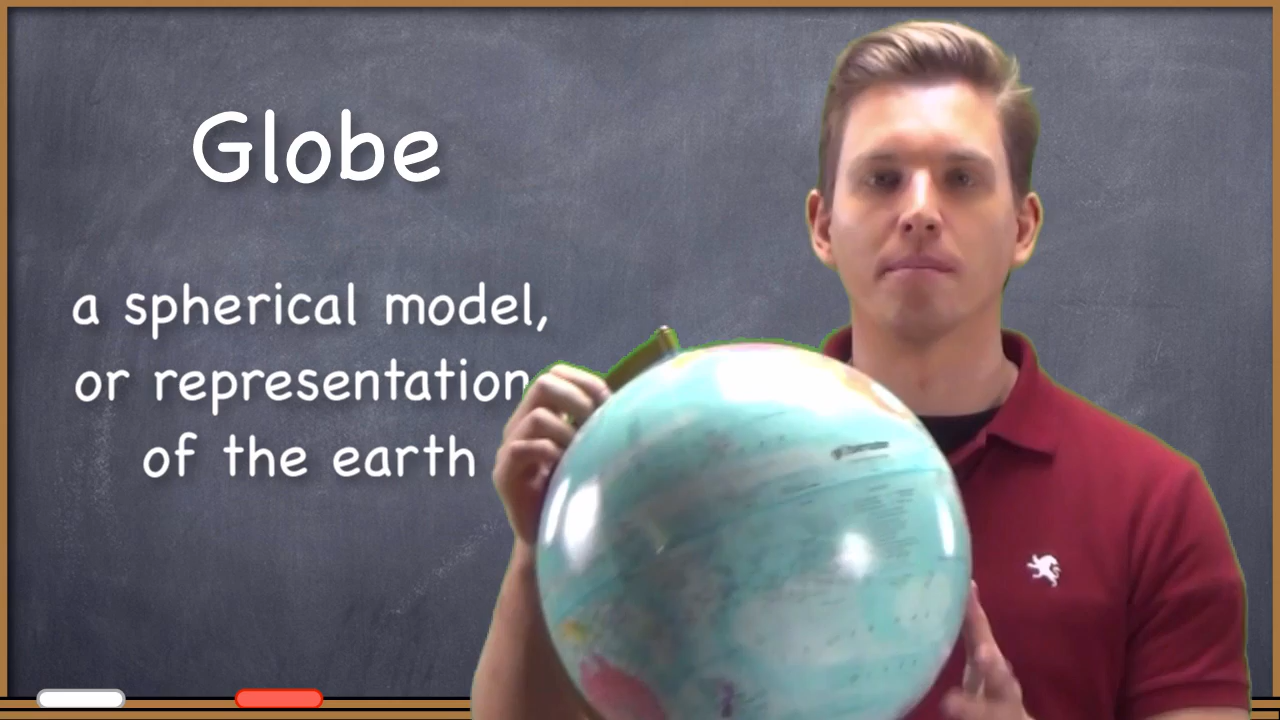 Globe
a spherical model,
or representation
of the earth